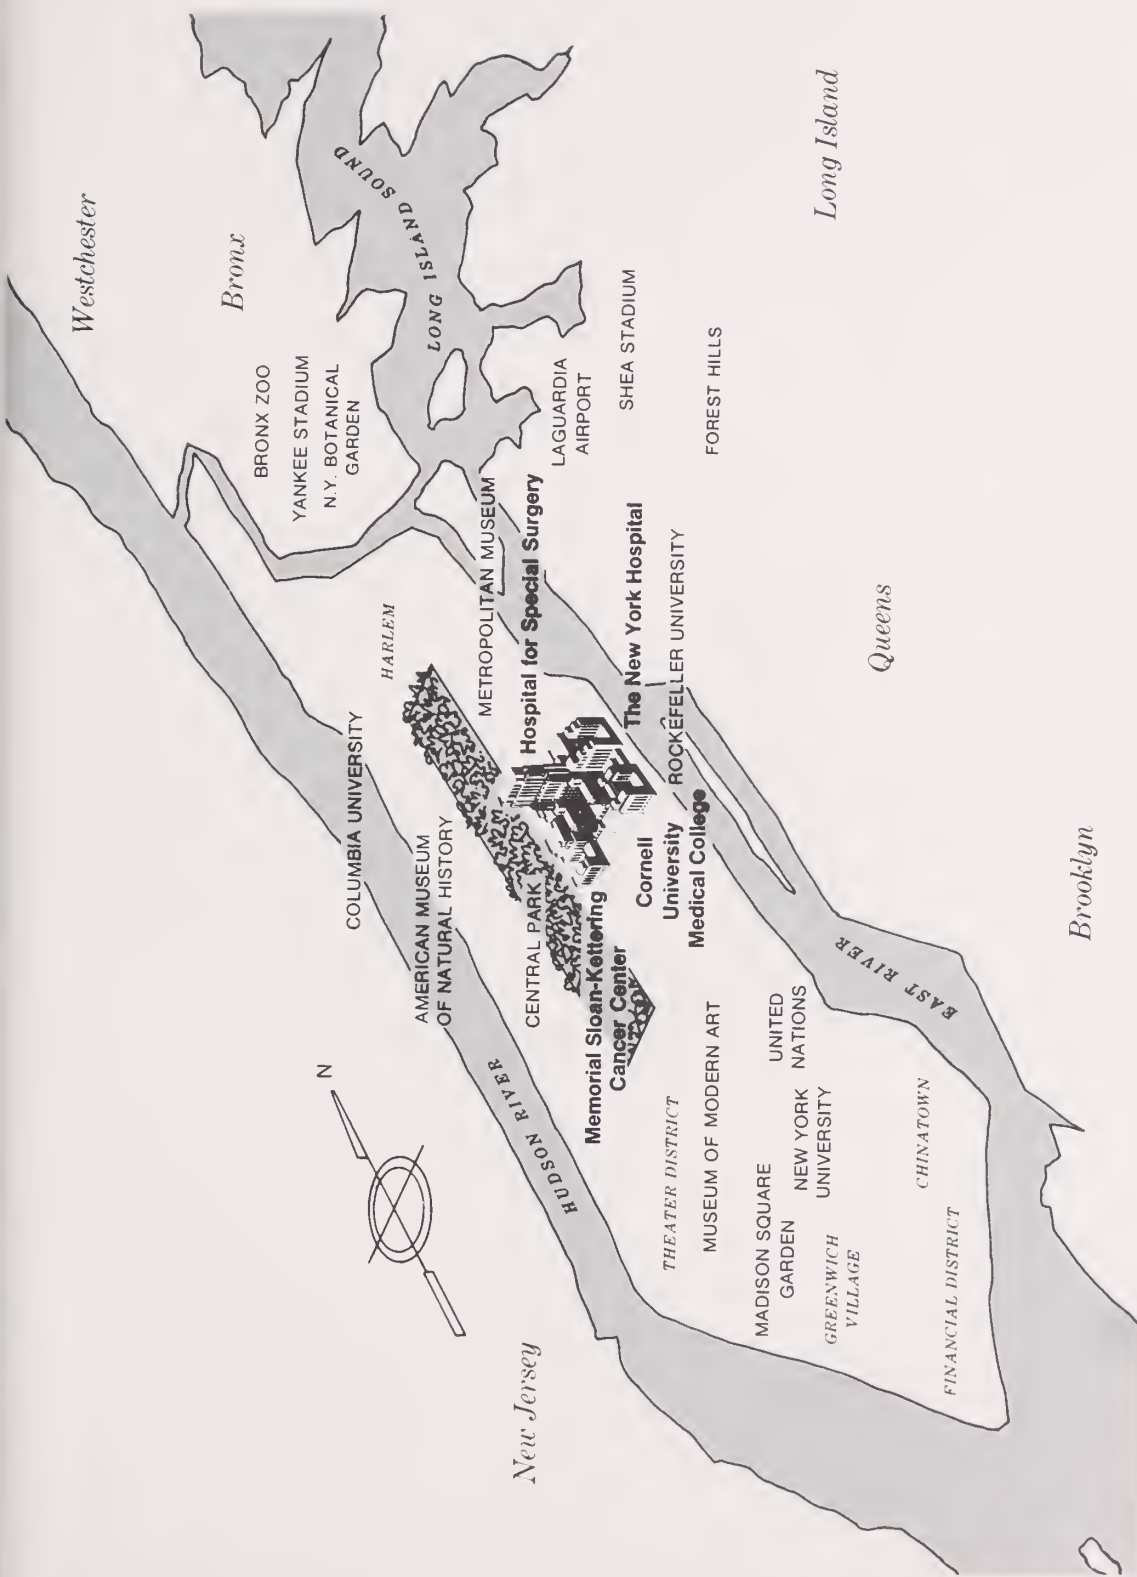 Westchester
Bronx
BRONX ZOO
YANKEE STADIUM
N.Y. BOTANICAL
GARDEN
LONG ISLAND SOUND
Long Island
LAGUARDIA
AIRPORT
SHEA STADIUM
FOREST HILLS
HARLEM
METROPOLITAN MUSEUM
Hospital for Special Surgery
The New York Hospital
ROCKEFELLER UNIVERSITY
Queens
COLUMBIA UNIVERSITY
AMERICAN MUSEUM
OF NATURAL HISTORY
CENTRAL PARK
Memorial Sloan-Kettering
Cancer Center
Cornell
University
Medical College
N
HUDSON RIVER
EAST RIVER
Brooklyn
THEATER DISTRICT
MUSEUM OF MODERN ART
UNITED
NATIONS
MADISON SQUARE
GARDEN
NEW YORK
UNIVERSITY
GREENWICH
VILLAGE
CHINATOWN
FINANCIAL DISTRICT
New Jersey